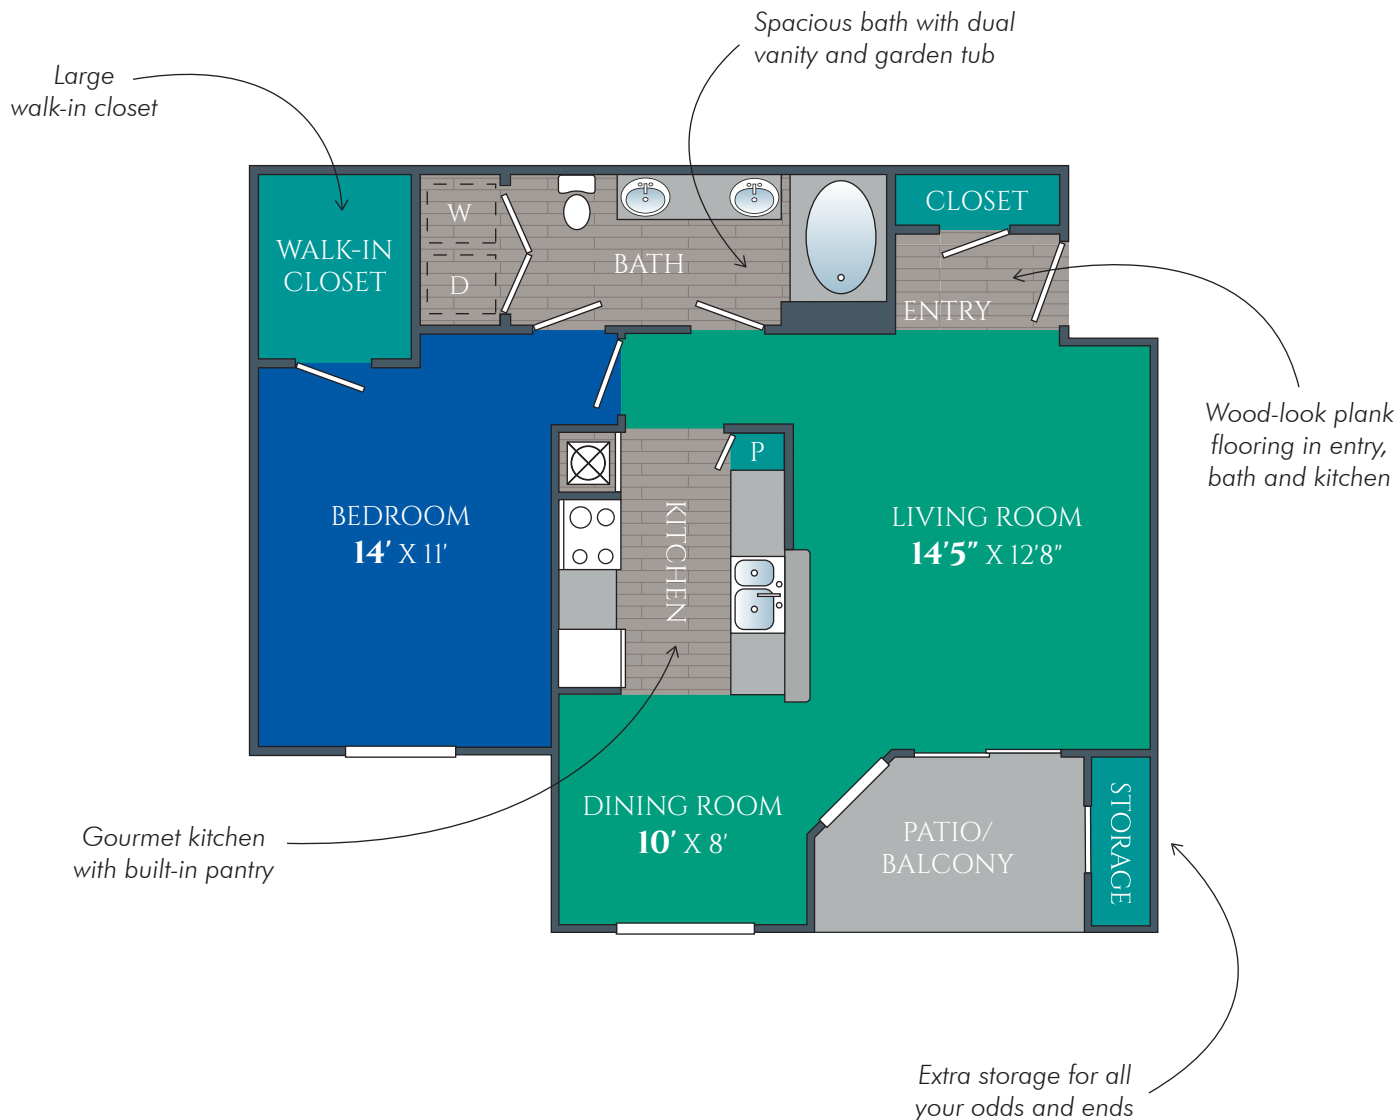 Spacious bath with dual
vanity and garden tub
Large
walk-in closet
WALK-IN
CLOSET
W
D
BATH
CLOSET
ENTRY
Wood-look plank
flooring in entry,
bath and kitchen
P
KITCHEN
BEDROOM
14' X 11'
LIVING ROOM
14'5" X 12'8"
DINING ROOM
10' X 8'
PATIO/
BALCONY
STORAGE
Gourmet kitchen
with built-in pantry
Extra storage for all
your odds and ends